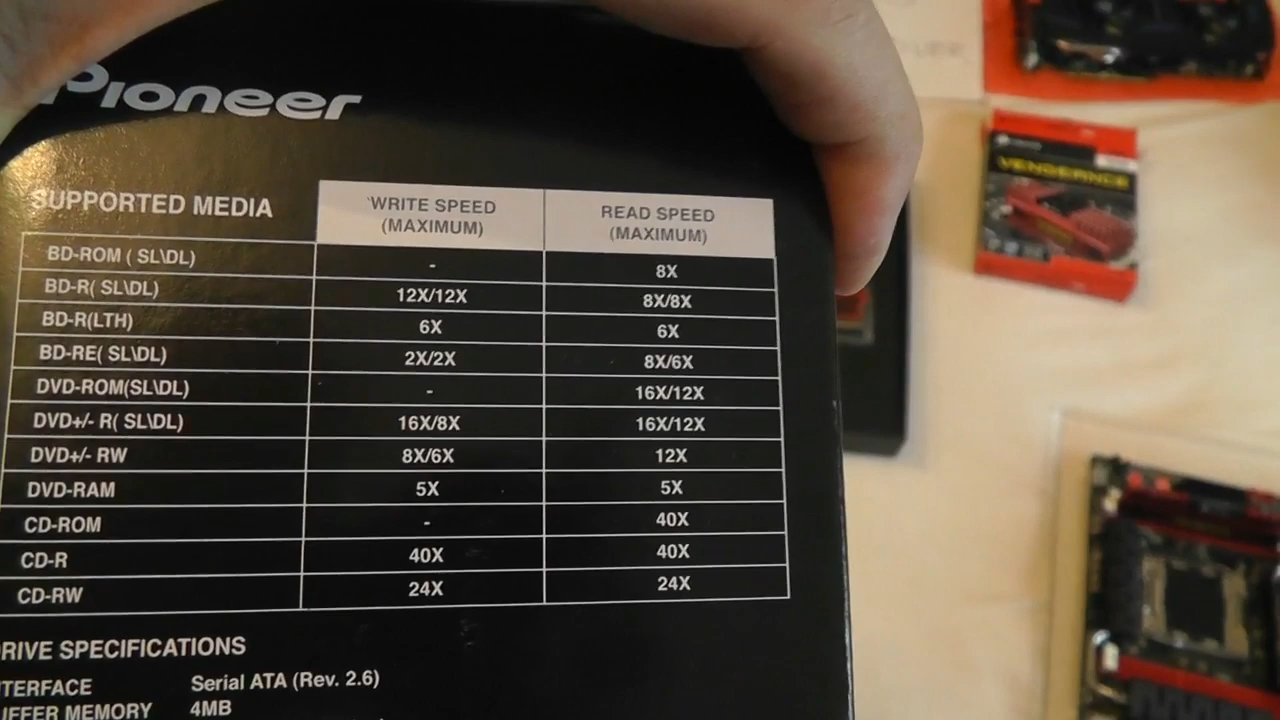 Pioneer
SUPPORTED MEDIA WRITE SPEED (MAXIMUM) READ SPEED (MAXIMUM)
BD-ROM ( SL\DL) - 8X
BD-R( SL\DL) 12X/12X 8X/8X
BD-R(LTH) 6X 6X
BD-RE( SL\DL) 2X/2X 8X/6X
DVD-ROM(SL\DL) - 16X/12X
DVD+/- R( SL\DL) 16X/8X 16X/12X
DVD+/- RW 8X/6X 12X
DVD-RAM 5X 5X
CD-ROM - 40X
CD-R 40X 40X
CD-RW 24X 24X
RIVE SPECIFICATIONS
TERFACE Serial ATA (Rev. 2.6)
UFFER MEMORY 4MB
VENGEANCE